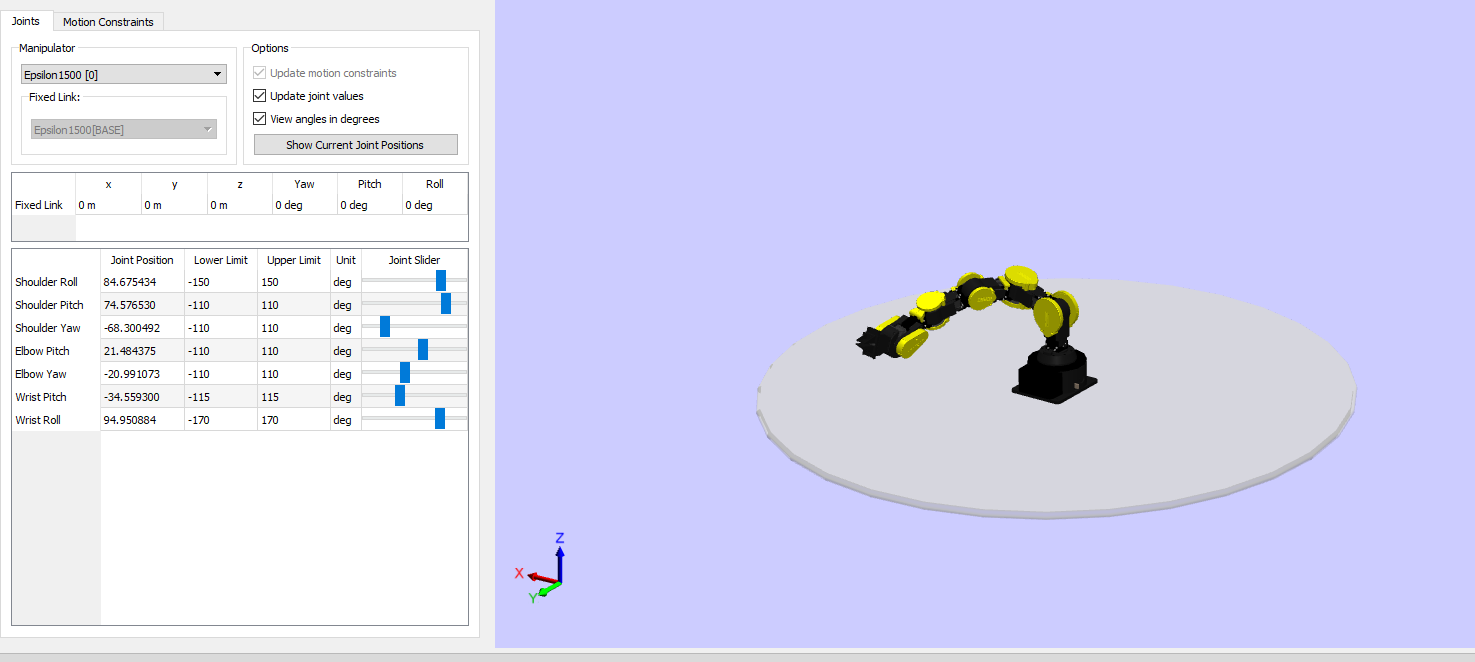 Joints Motion Constraints
Manipulator
Epsilon1500 [0]
Fixed Link:
Epsilon1500[BASE]
Options
Update motion constraints
Update joint values
View angles in degrees
Show Current Joint Positions
x y z Yaw Pitch Roll
Fixed Link 0 m 0 m 0 m 0 deg 0 deg 0 deg
Joint Position Lower Limit Upper Limit Unit Joint Slider
Shoulder Roll 84.675434 -150 150 deg
Shoulder Pitch 74.576530 -110 110 deg
Shoulder Yaw -68.300492 -110 110 deg
Elbow Pitch 21.484375 -110 110 deg
Elbow Yaw -20.991073 -110 110 deg
Wrist Pitch -34.559300 -115 115 deg
Wrist Roll 94.950884 -170 170 deg
Z
X
Y